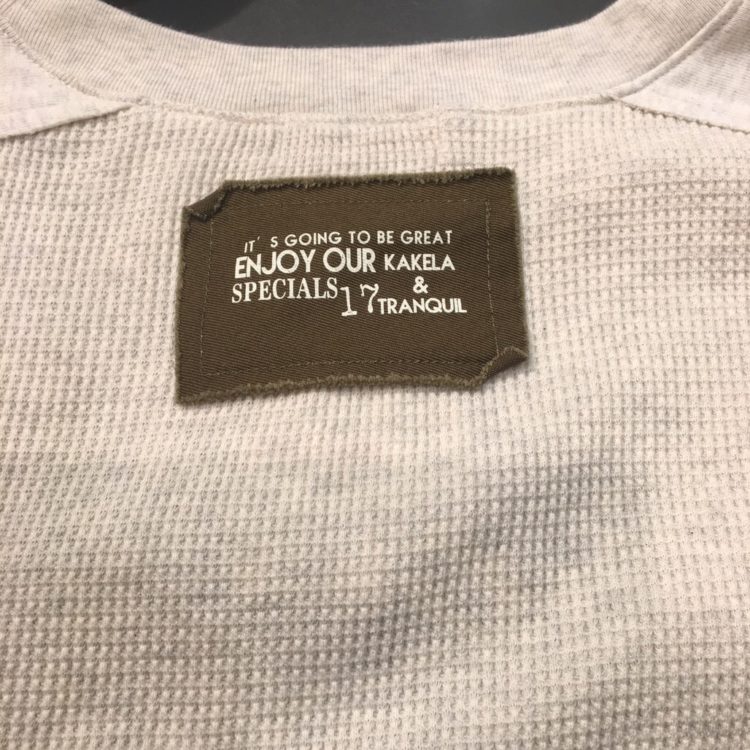 IT' S GOING TO BE GREAT
ENJOY OUR KAKELA
SPECIALS 17 &
TRANQUIL